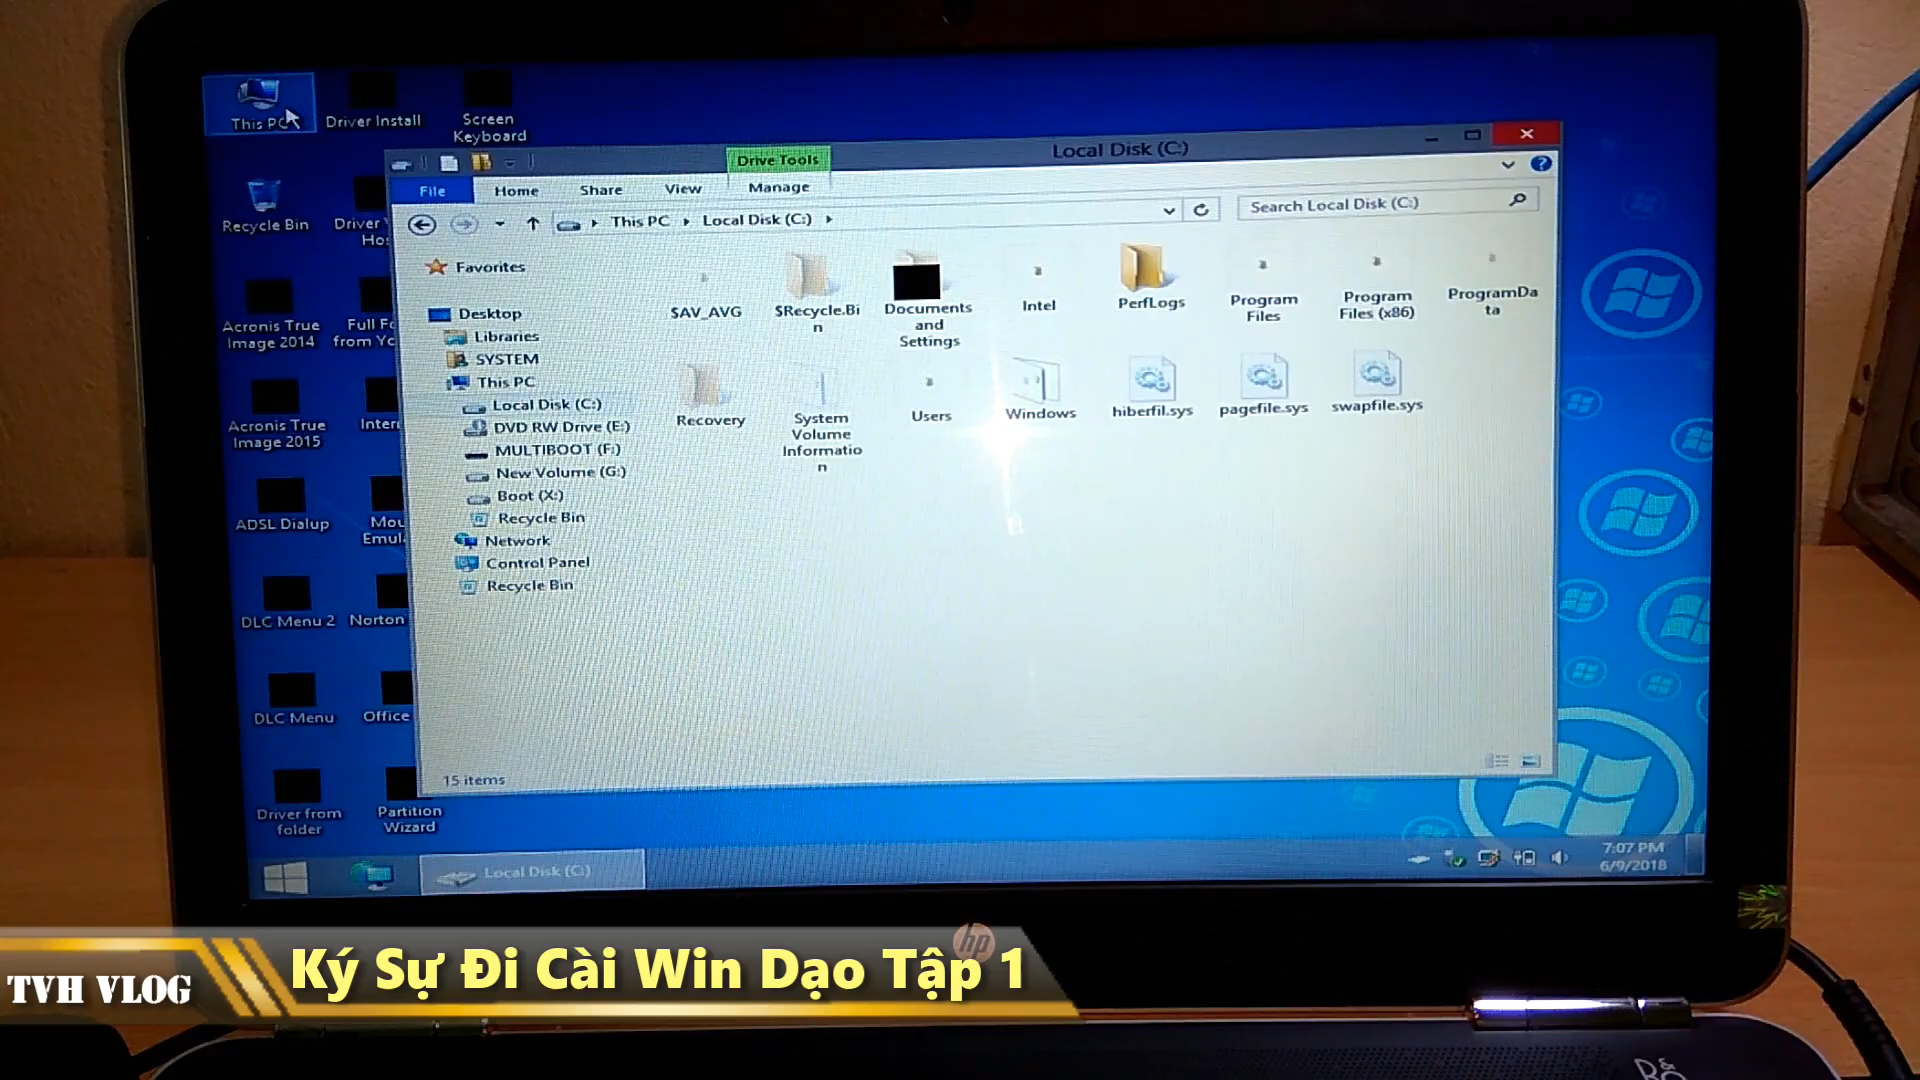 This PC
Driver Install
Screen
Keyboard
Recycle Bin
Driver
Acronis True
Image 2014
Full
from
Acronis True
Image 2015
ADSL Dialup
DLC Menu 2
Norton
DLC Menu
Office
Driver from
folder
Partition
Wizard
Drive Tools
Local Disk (C:)
File
Home
Share
View
Manage
This PC
Local Disk (C:)
Search Local Disk (C:)
Favorites
Desktop
Libraries
SYSTEM
This PC
Local Disk (C:)
DVD RW Drive (E:)
MULTIBOOT (F:)
New Volume (G:)
Boot (X:)
Recycle Bin
Network
Control Panel
Recycle Bin
$AV_AVG
$Recycle.Bi
n
Documents
and
Settings
Intel
PerfLogs
Program
Files
Program
Files (x86)
ProgramDa
ta
Recovery
System
Volume
Informatio
n
Users
Windows
hiberfil.sys
pagefile.sys
swapfile.sys
15 items
Local Disk (C:)
7:07 PM
6/9/2018
hp
TVH VLOG
Ký Sự Đi Cài Win Dạo Tập 1
B&O